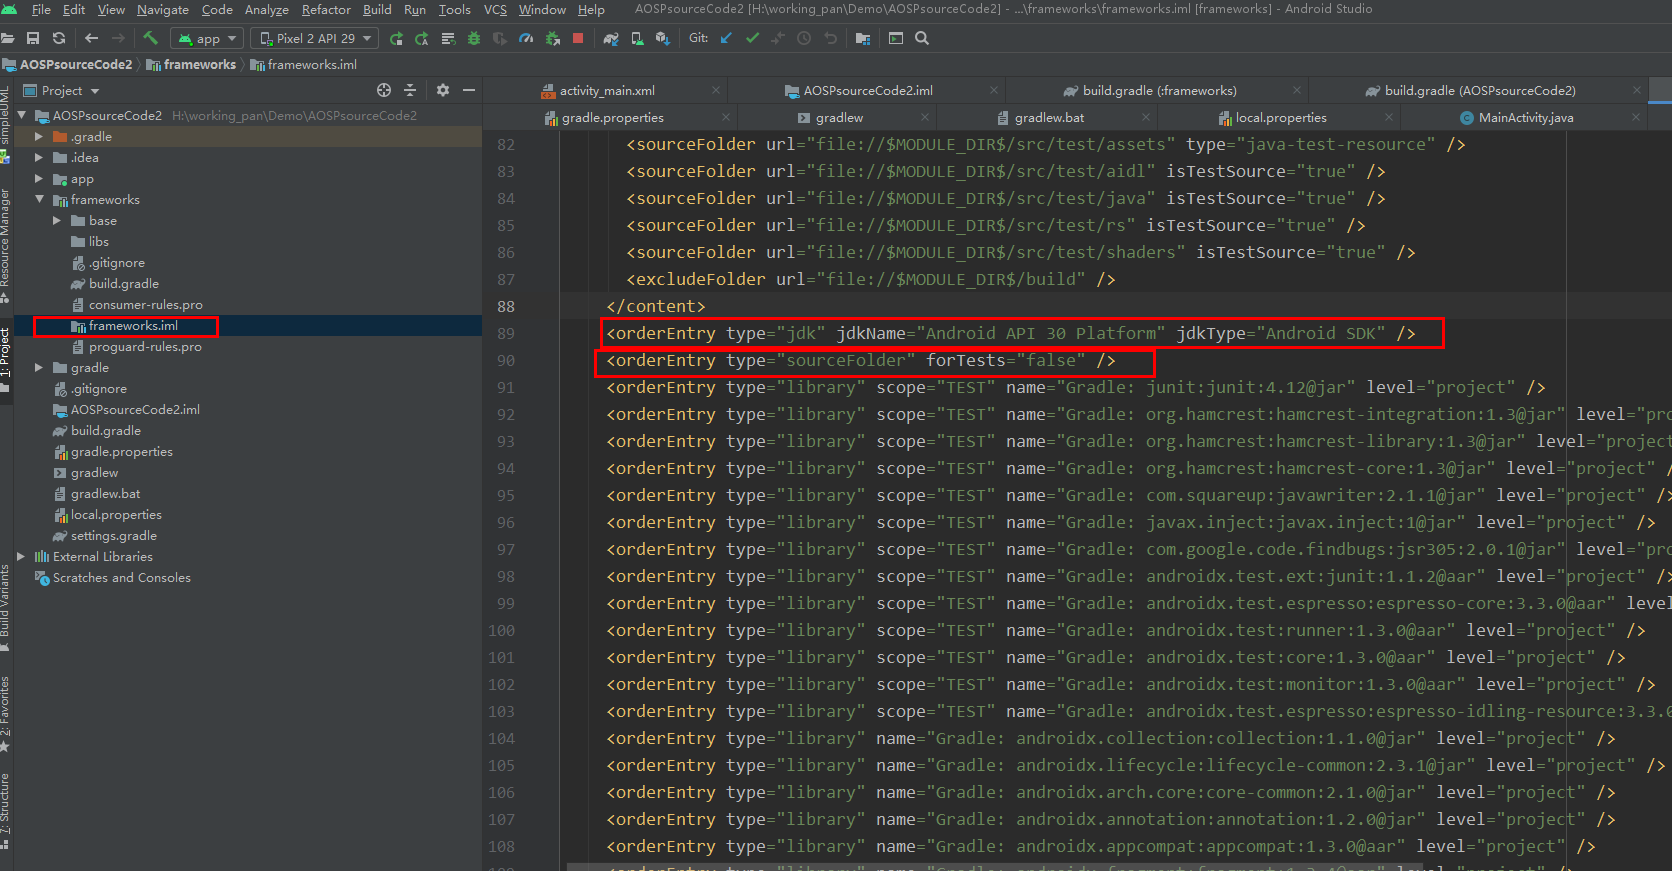 File Edit View Navigate Code Analyze Refactor Build Run Tools VCS Window Help AOSPsourceCode2 [H:\working_pan\Demo\AOSPsourceCode2] - ...\frameworks\frameworks.iml [frameworks] - Android Studio
app Pixel 2 API 29 Git:
AOSPsourceCode2 frameworks frameworks.iml
Project
activity_main.xml AOSPsourceCode2.iml build.gradle (:frameworks) build.gradle (AOSPsourceCode2)
gradle.properties gradlew gradlew.bat local.properties MainActivity.java
simpleUML
Resource Manager
1: Project
Build Variants
2: Favorites
7: Structure
AOSPsourceCode2 H:\working_pan\Demo\AOSPsourceCode2
.gradle
.idea
app
frameworks
base
libs
.gitignore
build.gradle
consumer-rules.pro
frameworks.iml
proguard-rules.pro
gradle
.gitignore
AOSPsourceCode2.iml
build.gradle
gradle.properties
gradlew
gradlew.bat
local.properties
settings.gradle
External Libraries
Scratches and Consoles
82 <sourceFolder url="file://$MODULE_DIR$/src/test/assets" type="java-test-resource" />
83 <sourceFolder url="file://$MODULE_DIR$/src/test/aidl" isTestSource="true" />
84 <sourceFolder url="file://$MODULE_DIR$/src/test/java" isTestSource="true" />
85 <sourceFolder url="file://$MODULE_DIR$/src/test/rs" isTestSource="true" />
86 <sourceFolder url="file://$MODULE_DIR$/src/test/shaders" isTestSource="true" />
87 <excludeFolder url="file://$MODULE_DIR$/build" />
88 </content>
89 <orderEntry type="jdk" jdkName="Android API 30 Platform" jdkType="Android SDK" />
90 <orderEntry type="sourceFolder" forTests="false" />
91 <orderEntry type="library" scope="TEST" name="Gradle: junit:junit:4.12@jar" level="project" />
92 <orderEntry type="library" scope="TEST" name="Gradle: org.hamcrest:hamcrest-integration:1.3@jar" level="pro
93 <orderEntry type="library" scope="TEST" name="Gradle: org.hamcrest:hamcrest-library:1.3@jar" level="project
94 <orderEntry type="library" scope="TEST" name="Gradle: org.hamcrest:hamcrest-core:1.3@jar" level="project" /
95 <orderEntry type="library" scope="TEST" name="Gradle: com.squareup:javawriter:2.1.1@jar" level="project" />
96 <orderEntry type="library" scope="TEST" name="Gradle: javax.inject:javax.inject:1@jar" level="project" />
97 <orderEntry type="library" scope="TEST" name="Gradle: com.google.code.findbugs:jsr305:2.0.1@jar" level="pro
98 <orderEntry type="library" scope="TEST" name="Gradle: androidx.test.ext:junit:1.1.2@aar" level="project" />
99 <orderEntry type="library" scope="TEST" name="Gradle: androidx.test.espresso:espresso-core:3.3.0@aar" level
100 <orderEntry type="library" scope="TEST" name="Gradle: androidx.test:runner:1.3.0@aar" level="project" />
101 <orderEntry type="library" scope="TEST" name="Gradle: androidx.test:core:1.3.0@aar" level="project" />
102 <orderEntry type="library" scope="TEST" name="Gradle: androidx.test:monitor:1.3.0@aar" level="project" />
103 <orderEntry type="library" scope="TEST" name="Gradle: androidx.test.espresso:espresso-idling-resource:3.3.0
104 <orderEntry type="library" name="Gradle: androidx.collection:collection:1.1.0@jar" level="project" />
105 <orderEntry type="library" name="Gradle: androidx.lifecycle:lifecycle-common:2.3.1@jar" level="project" />
106 <orderEntry type="library" name="Gradle: androidx.arch.core:core-common:2.1.0@jar" level="project" />
107 <orderEntry type="library" name="Gradle: androidx.annotation:annotation:1.2.0@jar" level="project" />
108 <orderEntry type="library" name="Gradle: androidx.appcompat:appcompat:1.3.0@aar" level="project" />